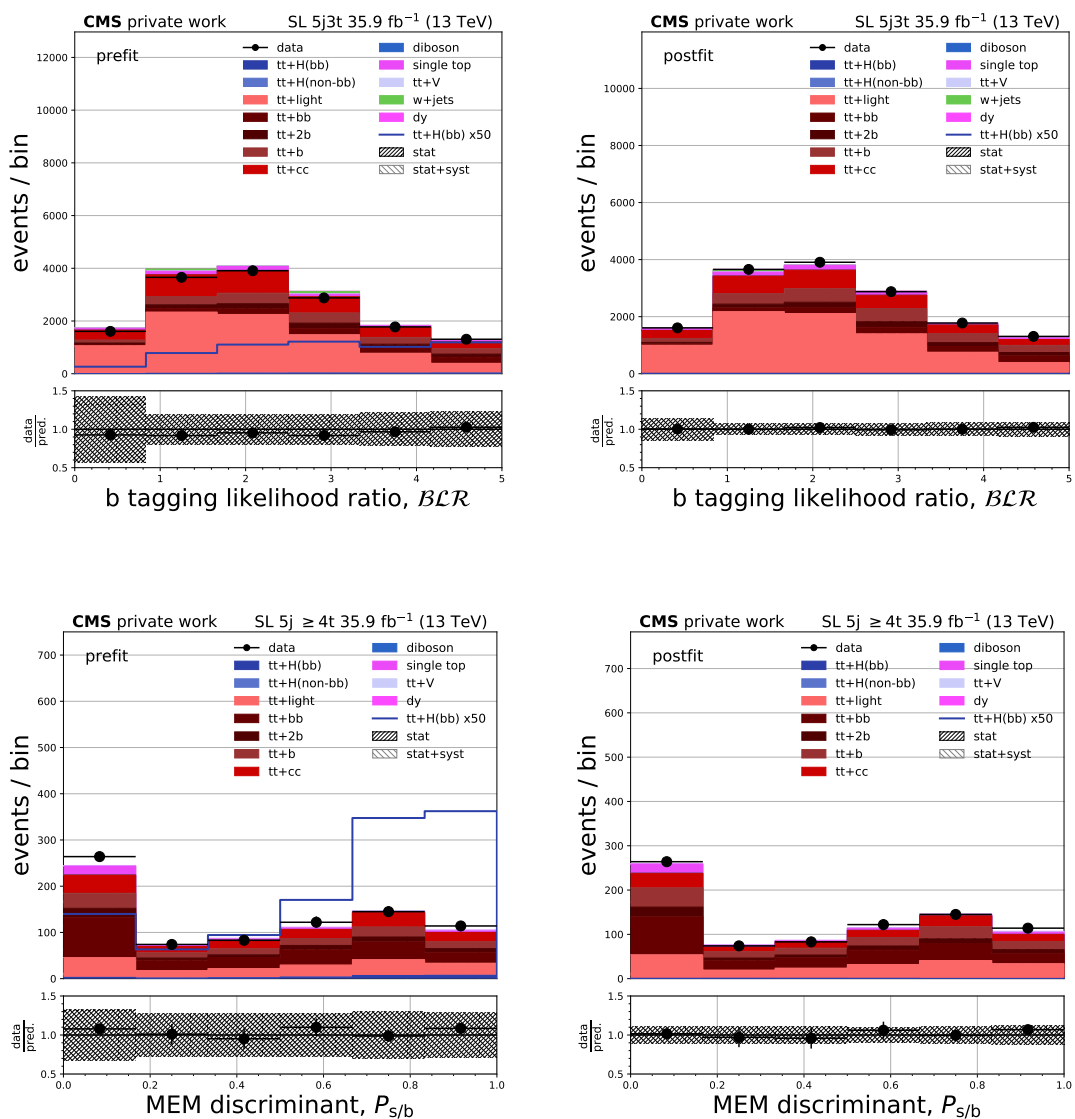 CMS private work SL 5j3t 35.9 fb⁻¹ (13 TeV)
prefit
data
tt+H(bb)
tt+H(non-bb)
tt+light
tt+bb
tt+2b
tt+b
tt+cc
diboson
single top
tt+V
w+jets
dy
tt+H(bb) x50
stat
stat+syst
events / bin
12000
10000
8000
6000
4000
2000
0
data
pred.
1.5
1.0
0.5
0 1 2 3 4 5
b tagging likelihood ratio, BLR
CMS private work SL 5j3t 35.9 fb⁻¹ (13 TeV)
postfit
data
tt+H(bb)
tt+H(non-bb)
tt+light
tt+bb
tt+2b
tt+b
tt+cc
diboson
single top
tt+V
w+jets
dy
tt+H(bb) x50
stat
stat+syst
events / bin
10000
8000
6000
4000
2000
0
data
pred.
1.5
1.0
0.5
0 1 2 3 4 5
b tagging likelihood ratio, BLR
CMS private work SL 5j ≥4t 35.9 fb⁻¹ (13 TeV)
prefit
data
tt+H(bb)
tt+H(non-bb)
tt+light
tt+bb
tt+2b
tt+b
tt+cc
diboson
single top
tt+V
dy
tt+H(bb) x50
stat
stat+syst
events / bin
700
600
500
400
300
200
100
0
data
pred.
1.5
1.0
0.5
0.0 0.2 0.4 0.6 0.8 1.0
MEM discriminant, Pₛ/b
CMS private work SL 5j ≥4t 35.9 fb⁻¹ (13 TeV)
postfit
data
tt+H(bb)
tt+H(non-bb)
tt+light
tt+bb
tt+2b
tt+b
tt+cc
diboson
single top
tt+V
dy
tt+H(bb) x50
stat
stat+syst
events / bin
700
600
500
400
300
200
100
0
data
pred.
1.5
1.0
0.5
0.0 0.2 0.4 0.6 0.8 1.0
MEM discriminant, Pₛ/b